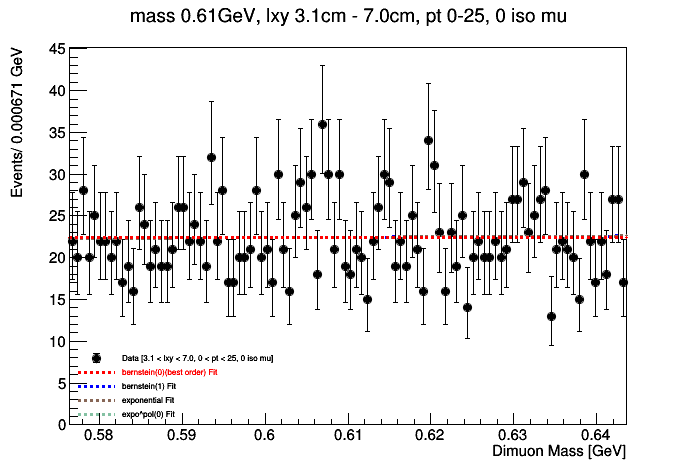 mass 0.61GeV, lxy 3.1cm - 7.0cm, pt 0-25, 0 iso mu
Events/ 0.000671 GeV
45
40
35
30
25
20
15
10
5
0
Data [3.1 < lxy < 7.0, 0 < pt < 25, 0 iso mu]
bernstein(0)(best order) Fit
bernstein(1) Fit
exponential Fit
expo*pol(0) Fit
0.58 0.59 0.6 0.61 0.62 0.63 0.64
Dimuon Mass [GeV]